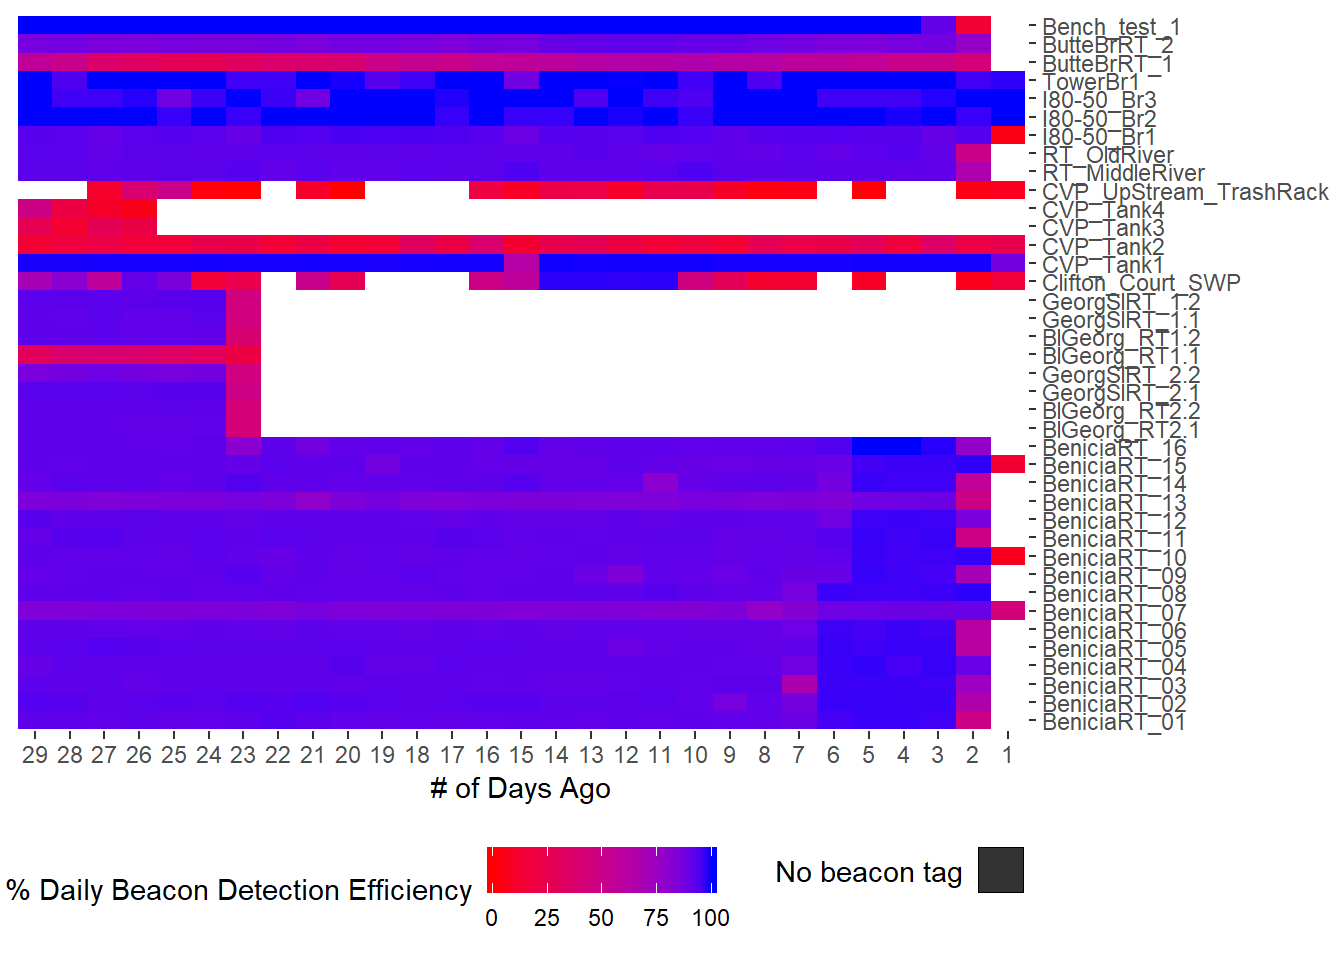 Bench_test_1
ButteBrRT_2
ButteBrRT_1
TowerBr1
I80-50_Br3
I80-50_Br2
I80-50_Br1
RT_OldRiver
RT_MiddleRiver
CVP_UpStream_TrashRack
CVP_Tank4
CVP_Tank3
CVP_Tank2
CVP_Tank1
Clifton_Court_SWP
GeorgSlRT_1.2
GeorgSlRT_1.1
BlGeorg_RT1.2
BlGeorg_RT1.1
GeorgSlRT_2.2
GeorgSlRT_2.1
BlGeorg_RT2.2
BlGeorg_RT2.1
BeniciaRT_16
BeniciaRT_15
BeniciaRT_14
BeniciaRT_13
BeniciaRT_12
BeniciaRT_11
BeniciaRT_10
BeniciaRT_09
BeniciaRT_08
BeniciaRT_07
BeniciaRT_06
BeniciaRT_05
BeniciaRT_04
BeniciaRT_03
BeniciaRT_02
BeniciaRT_01
29 28 27 26 25 24 23 22 21 20 19 18 17 16 15 14 13 12 11 10 9 8 7 6 5 4 3 2 1
# of Days Ago
% Daily Beacon Detection Efficiency
0 25 50 75 100
No beacon tag